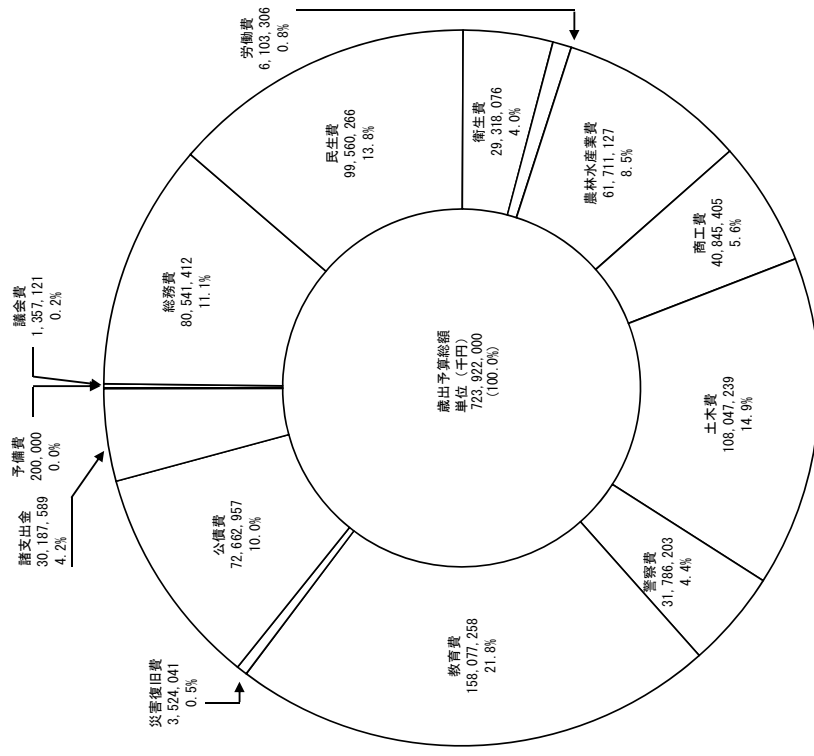 歳出予算総額
単位（千円）
723,922,000
(100.0%)
議会費
1,357,121
0.2%
総務費
80,541,412
11.1%
民生費
99,560,266
13.8%
衛生費
29,318,076
4.0%
労働費
6,103,306
0.8%
農林水産業費
61,711,127
8.5%
商工費
40,845,405
5.6%
土木費
108,047,239
14.9%
警察費
31,786,203
4.4%
教育費
158,077,258
21.8%
災害復旧費
3,524,041
0.5%
公債費
72,662,957
10.0%
諸支出金
30,187,589
4.2%
予備費
200,000
0.0%